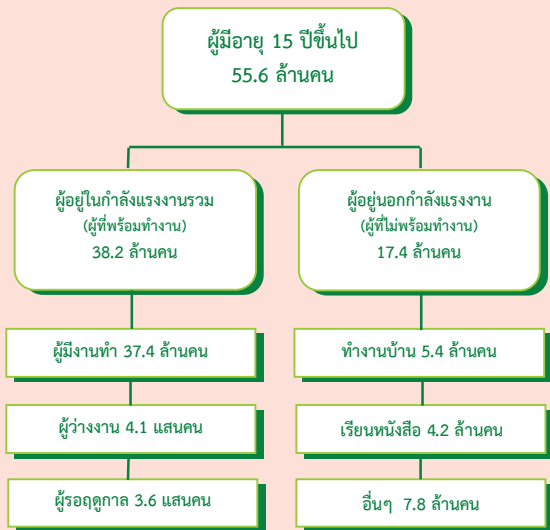 ผู้มีอายุ 15 ปีขึ้นไป
55.6 ล้านคน
ผู้อยู่ในกำลังแรงงานรวม
(ผู้ที่พร้อมทำงาน)
38.2 ล้านคน
ผู้มีงานทำ 37.4 ล้านคน
ผู้ว่างงาน 4.1 แสนคน
ผู้รอฤดูกาล 3.6 แสนคน
ผู้อยู่นอกกำลังแรงงาน
(ผู้ที่ไม่พร้อมทำงาน)
17.4 ล้านคน
ทำงานบ้าน 5.4 ล้านคน
เรียนหนังสือ 4.2 ล้านคน
อื่นๆ 7.8 ล้านคน